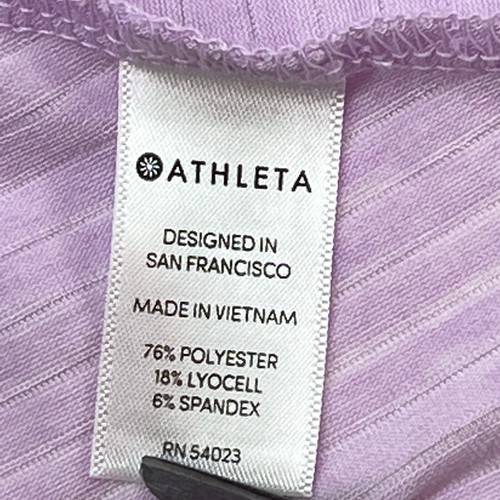 ATHLETA
DESIGNED IN
SAN FRANCISCO
MADE IN VIETNAM
76% POLYESTER
18% LYOCELL
6% SPANDEX
RN 54023